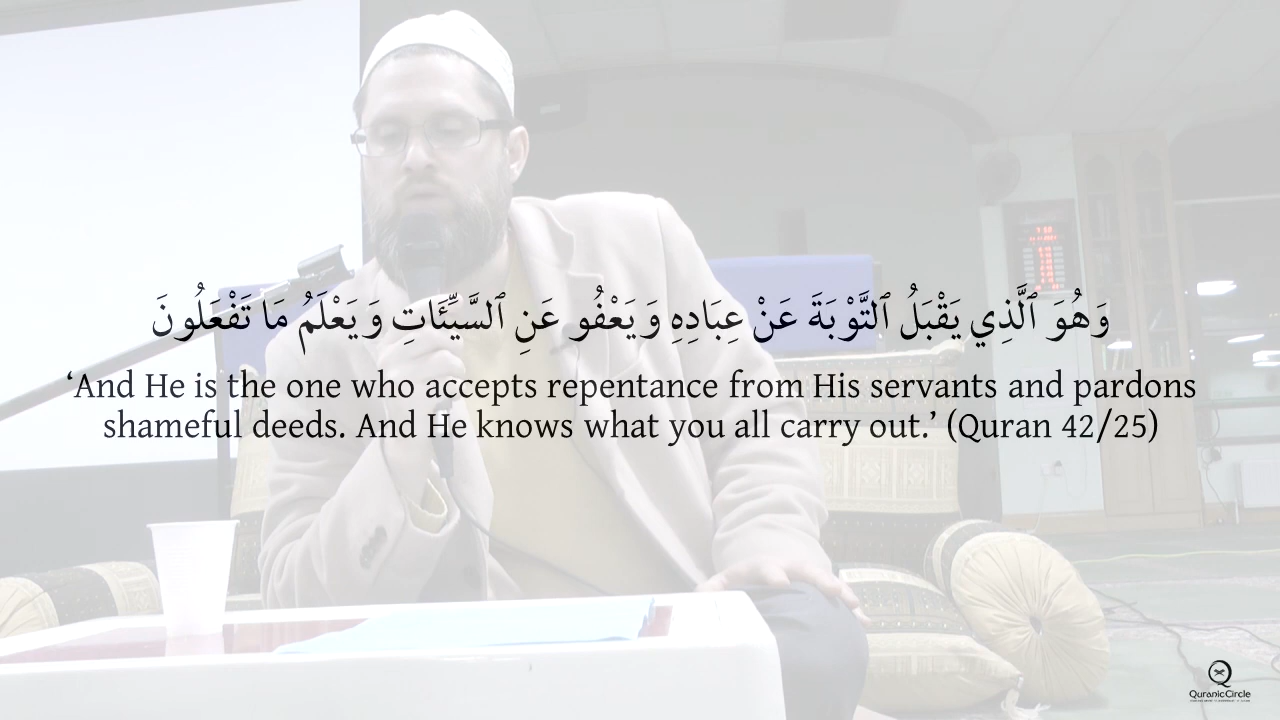 وَهُوَ ٱلَّذِي يَقْبَلُ ٱلتَّوْبَةَ عَنْ عِبَادِهِ وَيَعْفُو عَنِ ٱلسَّيِّئَاتِ وَيَعْلَمُ مَا تَفْعَلُونَ
‘And He is the one who accepts repentance from His servants and pardons
shameful deeds. And He knows what you all carry out.’ (Quran 42/25)
QuranicCircle